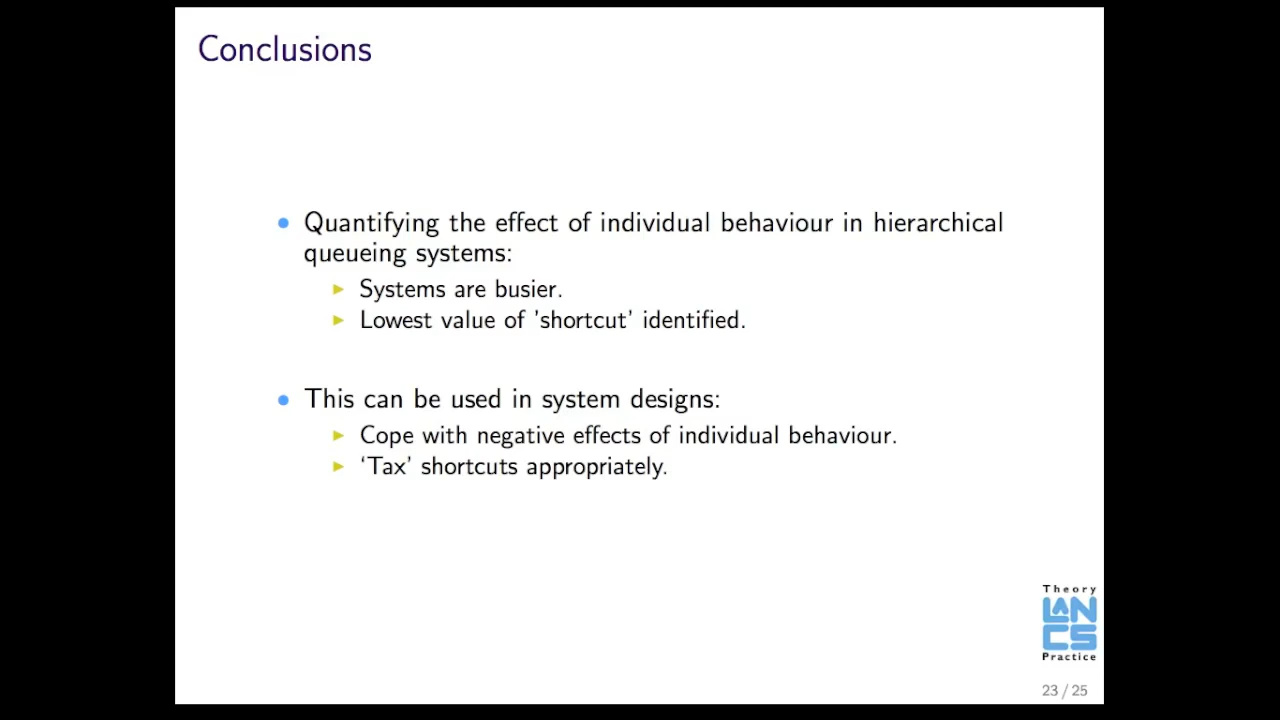 Conclusions
Quantifying the effect of individual behaviour in hierarchical
queueing systems:
Systems are busier.
Lowest value of 'shortcut' identified.
This can be used in system designs:
Cope with negative effects of individual behaviour.
‘Tax’ shortcuts appropriately.
Theory
LANCS
Practice
23 / 25